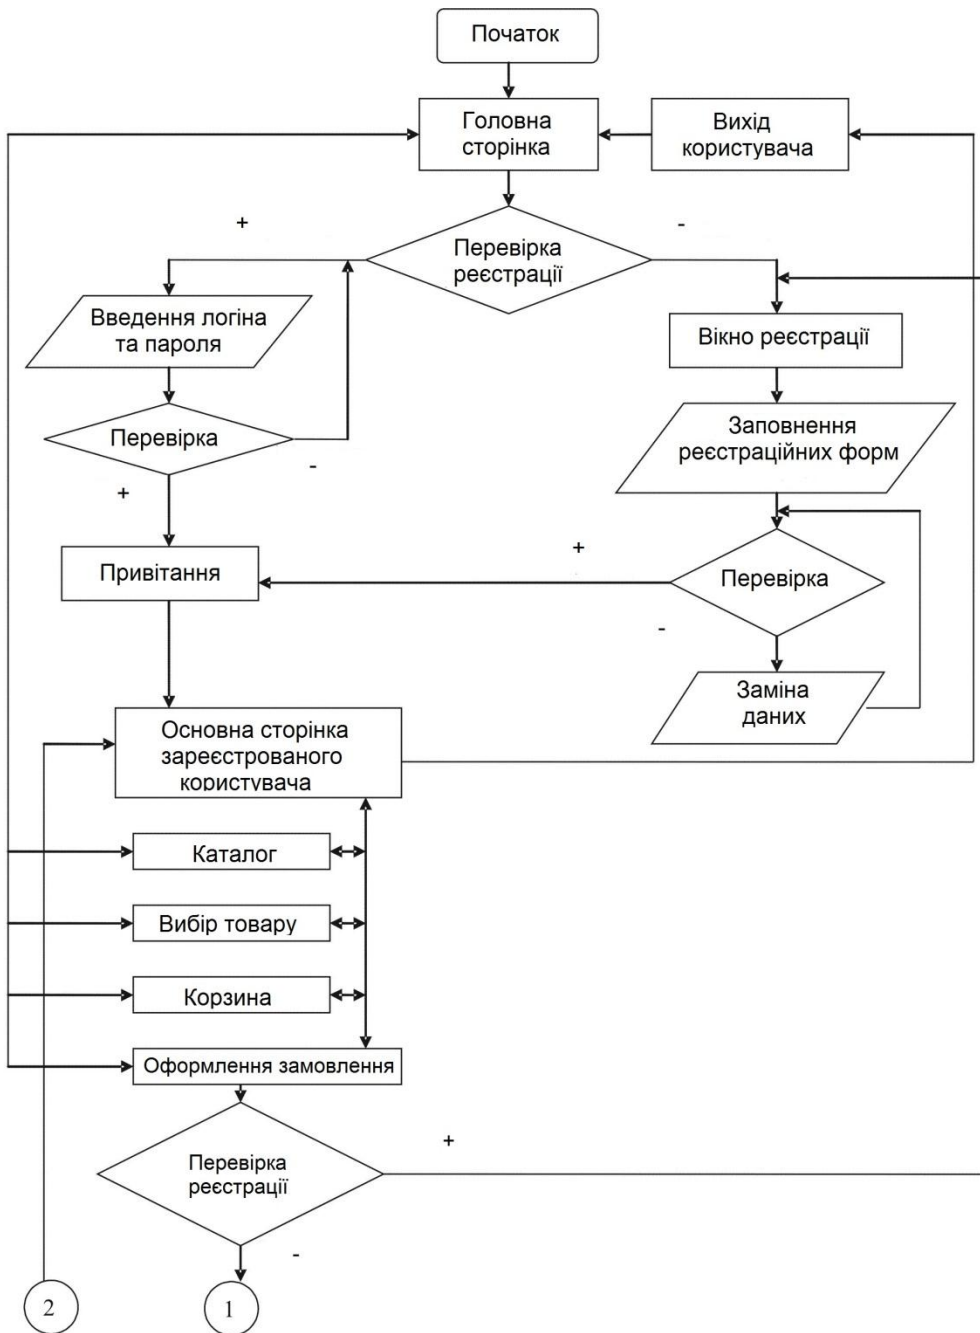 Початок
Головна
сторінка
Вихід
користувача
+
-
Перевірка
реєстрації
Введення логіна
та пароля
Вікно реєстрації
Перевірка
-
+
Заповнення
реєстраційних форм
Привітання
+
Перевірка
-
Заміна
даних
Основна сторінка
зареєстрованого
користувача
Каталог
Вибір товару
Корзина
Оформлення замовлення
+
Перевірка
реєстрації
-
2
1